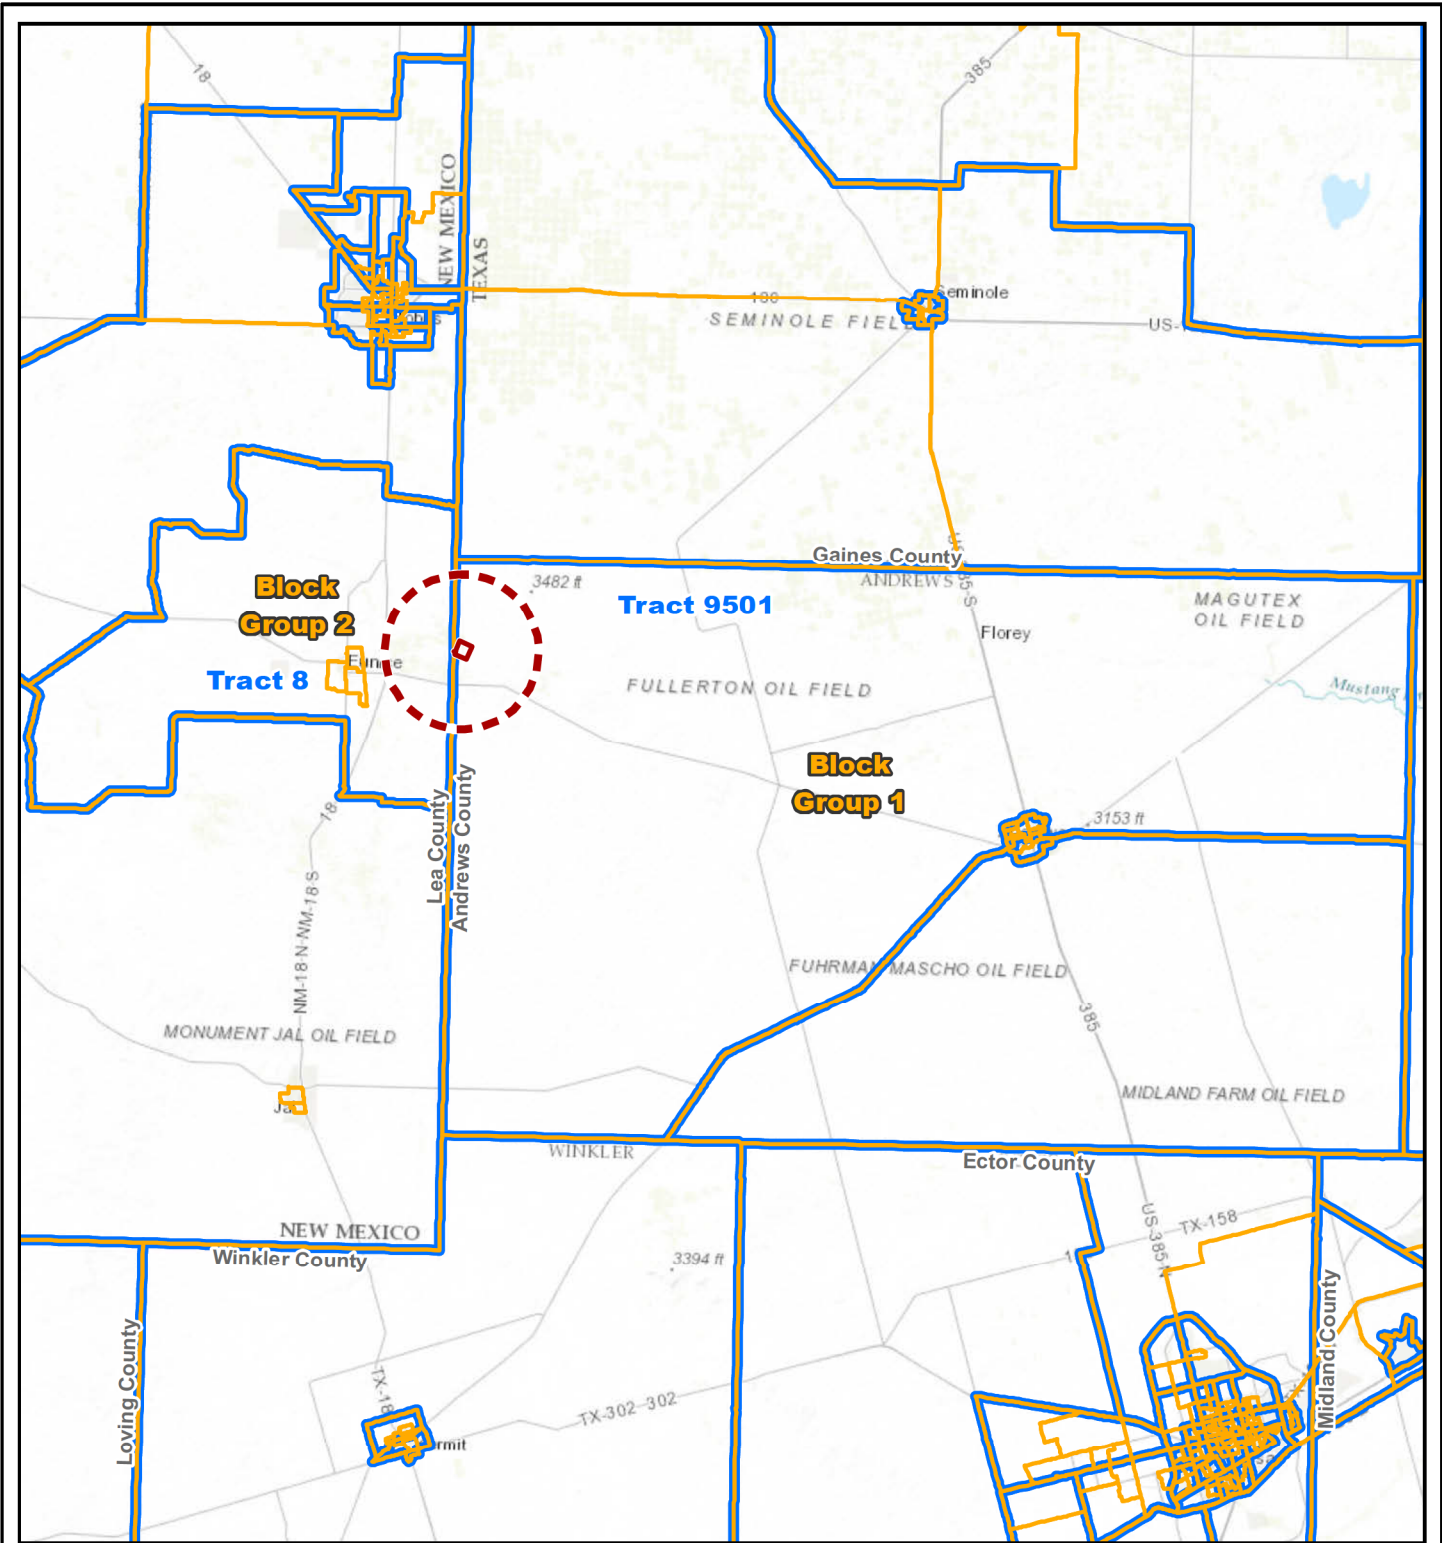 18
385
NEW MEXICO
TEXAS
Seminole
180
SEMINOLE FIELD
US-
Gaines County
ANDREWS
3482 ft
Block
Group 2
Tract 9501
MAGUTEX
OIL FIELD
Florey
Eunice
Tract 8
FULLERTON OIL FIELD
Mustang
Block
Group 1
18
3153 ft
Lea County
Andrews County
NM-18-N-NM-18-S
FUHRMAN MASCHO OIL FIELD
385
MONUMENT JAL OIL FIELD
MIDLAND FARM OIL FIELD
WINKLER
Ector County
NEW MEXICO
Winkler County
3394 ft
US-385-N
TX-158
Loving County
Midland County
TX-18
TX-302 302